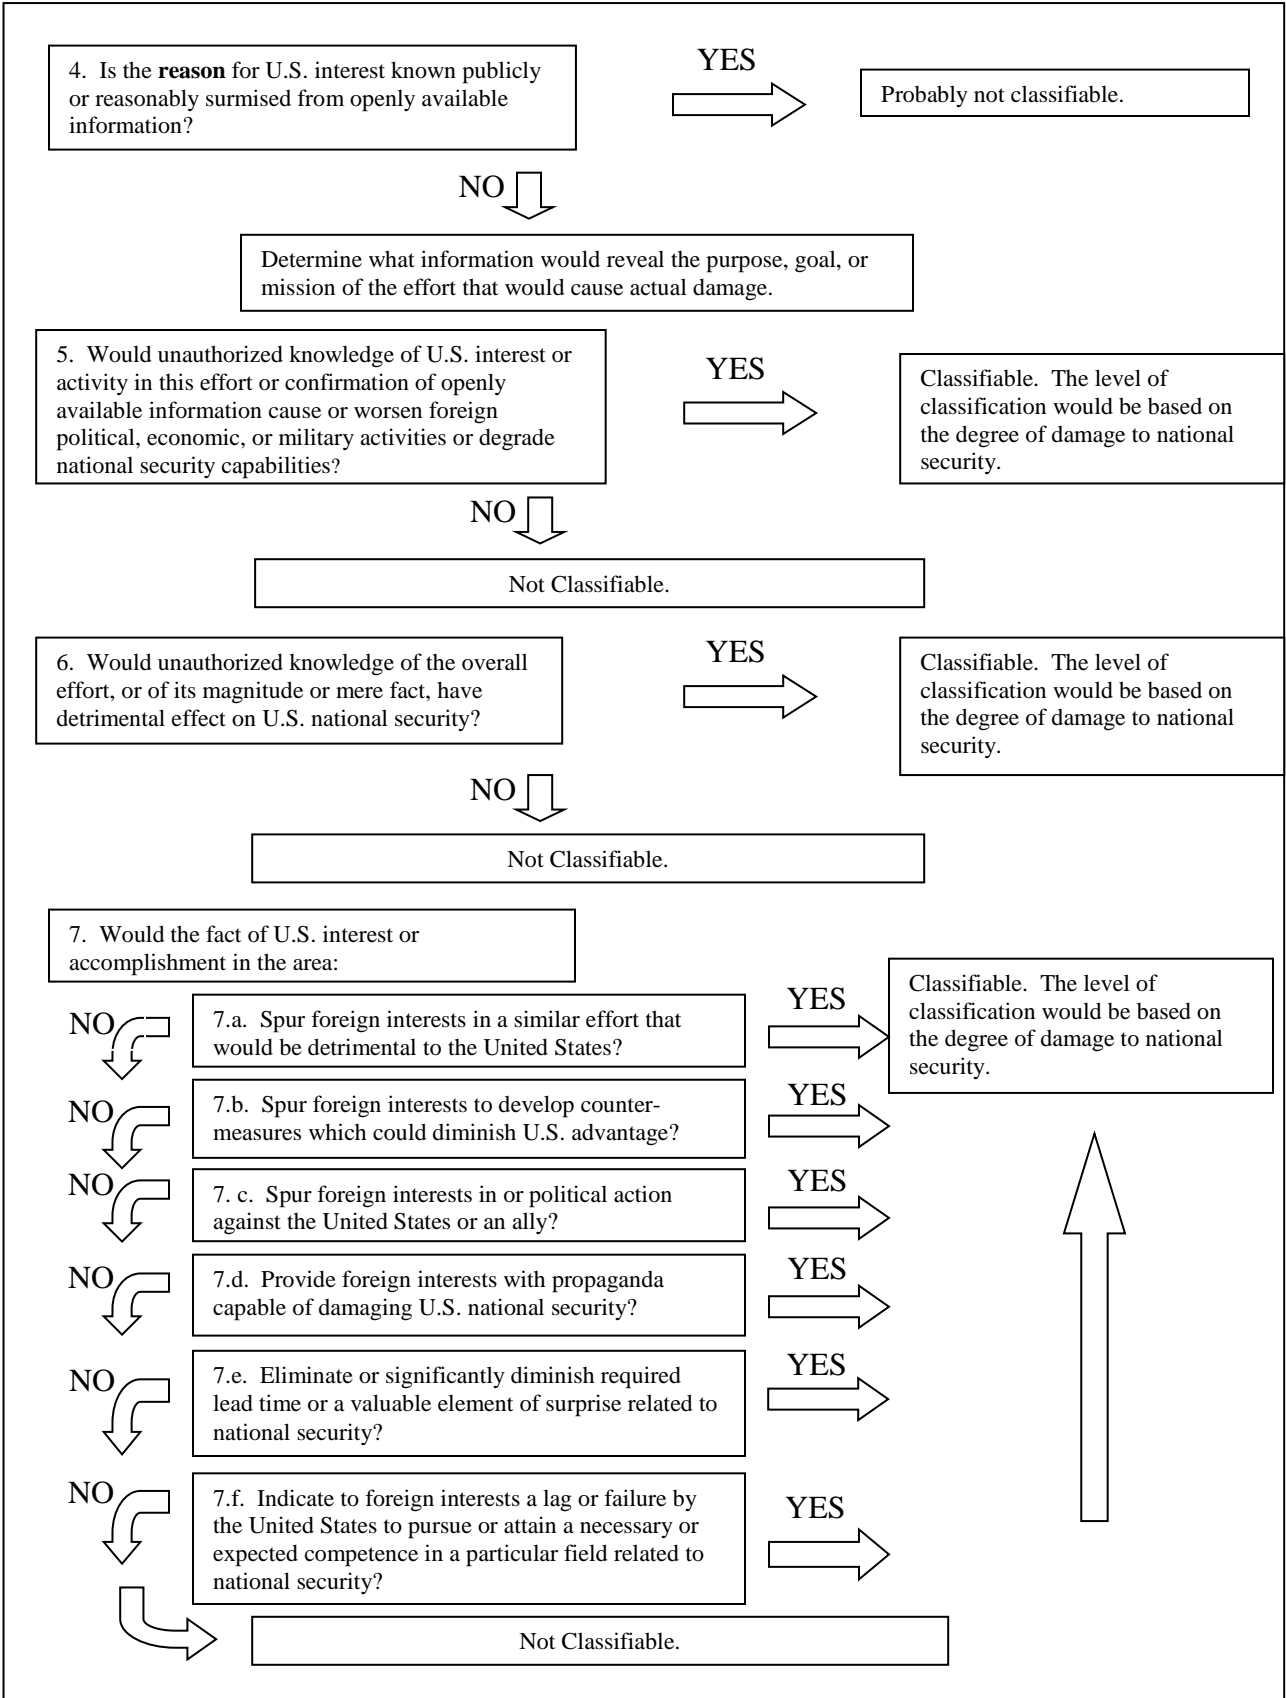 4.  Is the reason for U.S. interest known publicly
or reasonably surmised from openly available
information?
YES
Probably not classifiable.
NO
Determine what information would reveal the purpose, goal, or
mission of the effort that would cause actual damage.
5.  Would unauthorized knowledge of U.S. interest or
activity in this effort or confirmation of openly
available information cause or worsen foreign
political, economic, or military activities or degrade
national security capabilities?
YES
Classifiable.  The level of
classification would be based on
the degree of damage to national
security.
NO
Not Classifiable.
6.  Would unauthorized knowledge of the overall
effort, or of its magnitude or mere fact, have
detrimental effect on U.S. national security?
YES
Classifiable.  The level of
classification would be based on
the degree of damage to national
security.
NO
Not Classifiable.
7.  Would the fact of U.S. interest or
accomplishment in the area:
Classifiable.  The level of
classification would be based on
the degree of damage to national
security.
NO
7.a.  Spur foreign interests in a similar effort that
would be detrimental to the United States?
YES
NO
7.b.  Spur foreign interests to develop counter-
measures which could diminish U.S. advantage?
YES
NO
7. c.  Spur foreign interests in or political action
against the United States or an ally?
YES
NO
7.d.  Provide foreign interests with propaganda
capable of damaging U.S. national security?
YES
NO
7.e.  Eliminate or significantly diminish required
lead time or a valuable element of surprise related to
national security?
YES
NO
7.f.  Indicate to foreign interests a lag or failure by
the United States to pursue or attain a necessary or
expected competence in a particular field related to
national security?
YES
Not Classifiable.